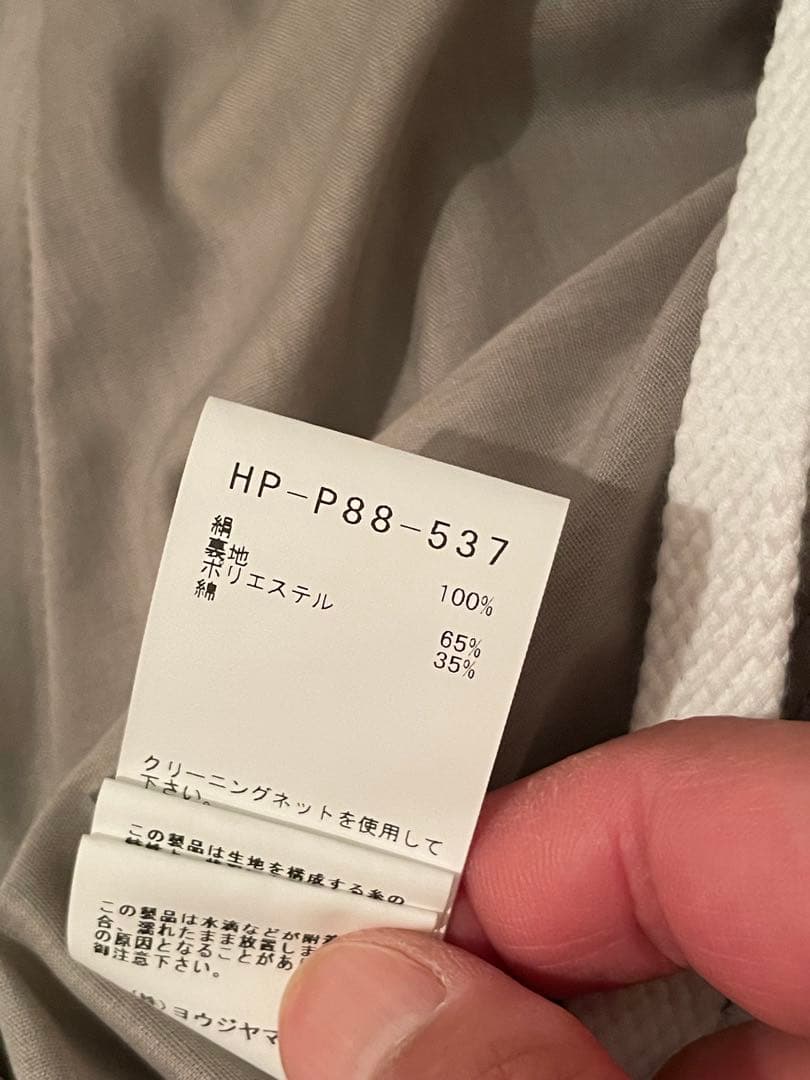 HP-P88-537
絹 100%
裏地
ポリエステル 65%
綿 35%
クリーニングネットを使用して
下さい。
この製品は生地を構成する糸の
この製品は水滴などが附着
合、濡れたまま放置しま
の原因となることがあ
御注意下さい。
(株)ヨウジヤマ